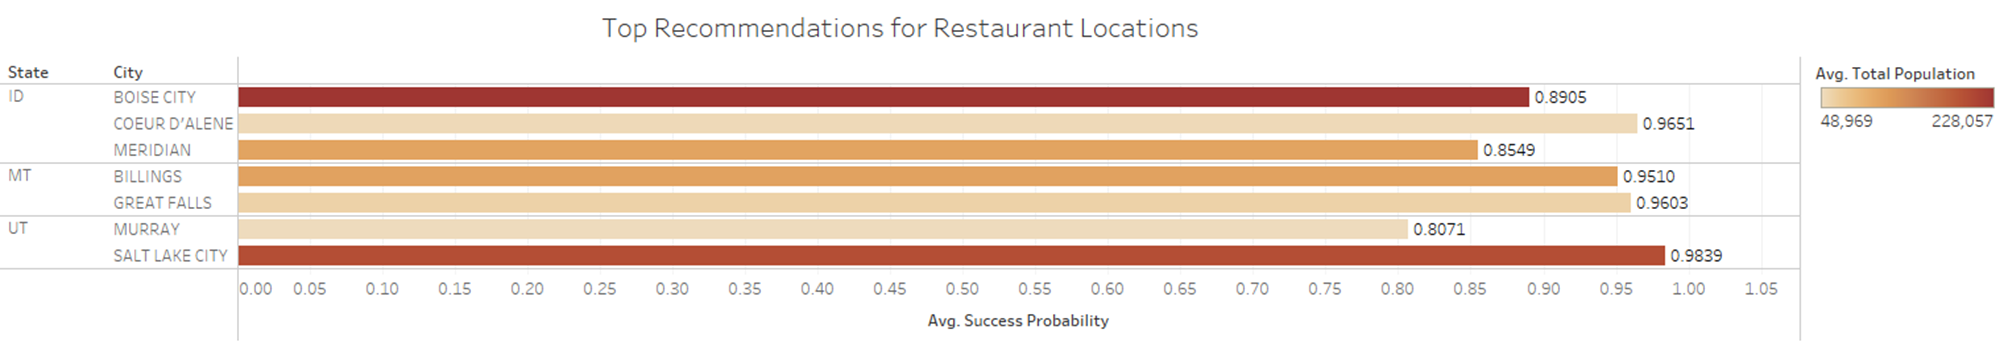 Top Recommendations for Restaurant Locations
State City
ID BOISE CITY 0.8905
COEUR D'ALENE 0.9651
MERIDIAN 0.8549
MT BILLINGS 0.9510
GREAT FALLS 0.9603
UT MURRAY 0.8071
SALT LAKE CITY 0.9839
0.00 0.05 0.10 0.15 0.20 0.25 0.30 0.35 0.40 0.45 0.50 0.55 0.60 0.65 0.70 0.75 0.80 0.85 0.90 0.95 1.00 1.05
Avg. Success Probability
Avg. Total Population
48,969 228,057